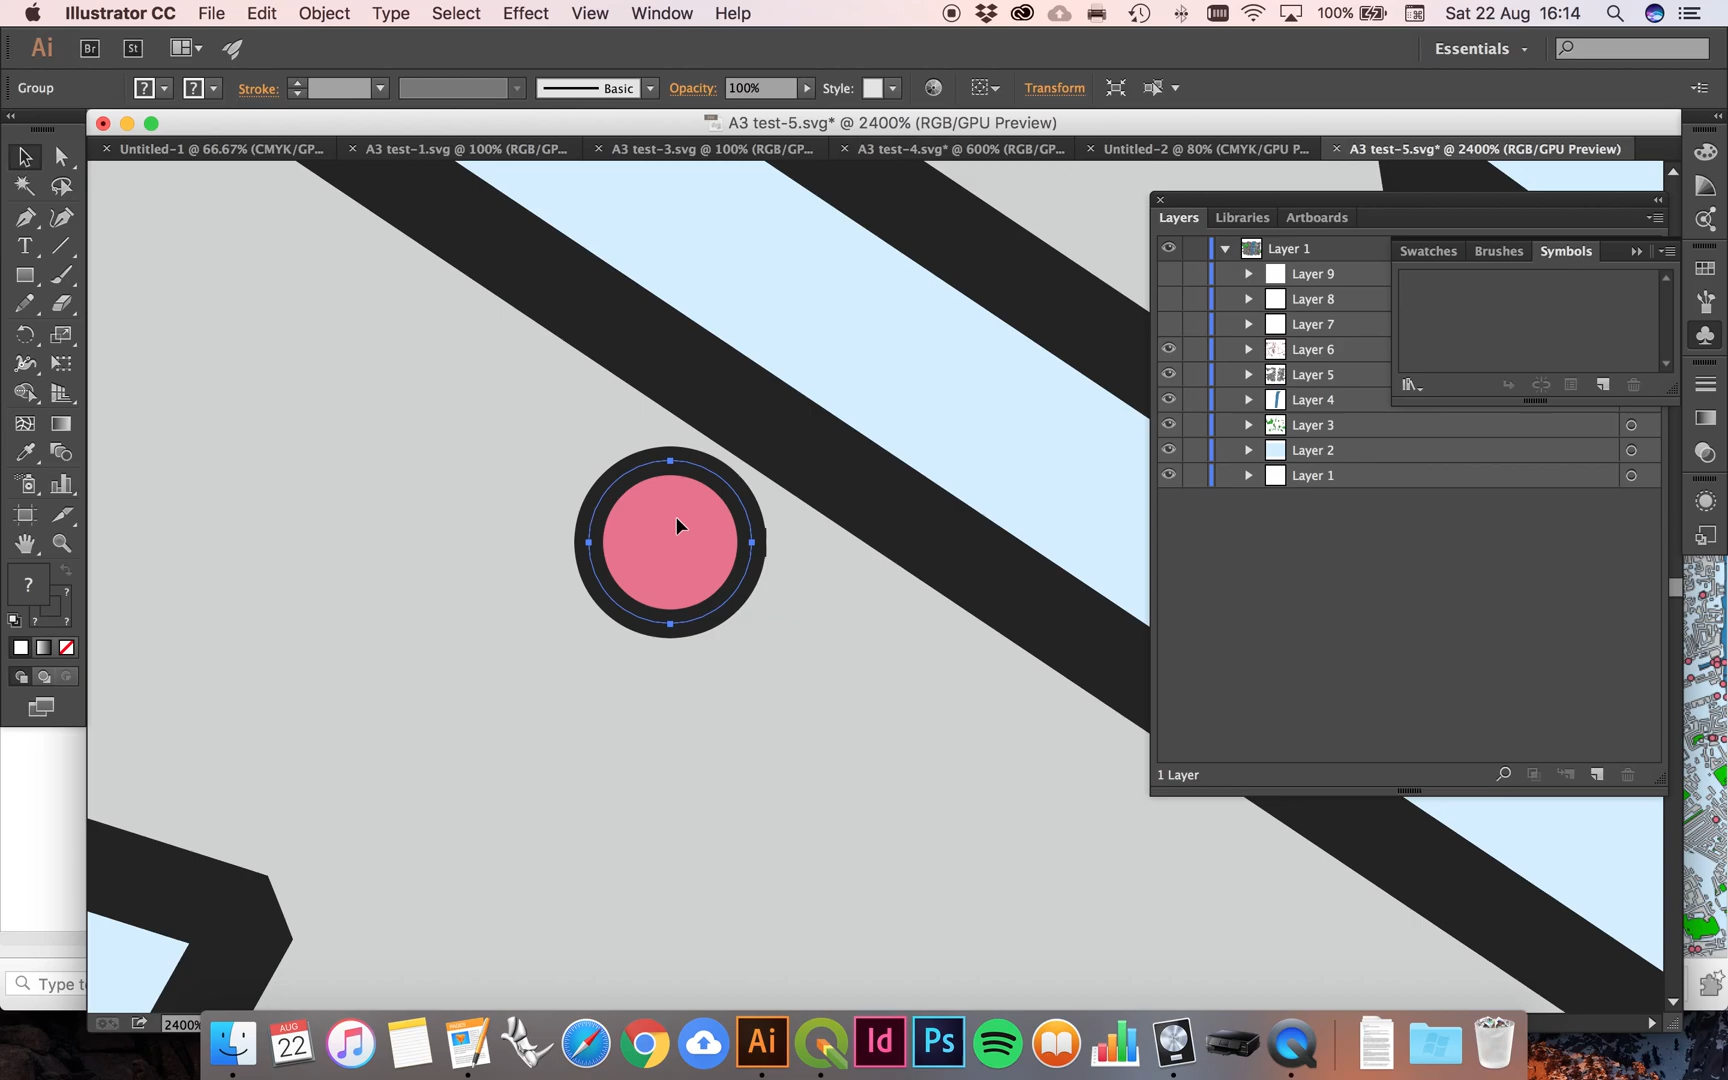 Illustrator CC File Edit Object Type Select Effect View Window Help 100% Sat 22 Aug 16:14
Ai Br St Essentials
Group ? ? Stroke: Basic Opacity: 100% Style: Transform
A3 test-5.svg* @ 2400% (RGB/GPU Preview)
Untitled-1 @ 66.67% (CMYK/GP... A3 test-1.svg @ 100% (RGB/GP... A3 test-3.svg @ 100% (RGB/GP... A3 test-4.svg* @ 600% (RGB/GP... Untitled-2 @ 80% (CMYK/GPU P... A3 test-5.svg* @ 2400% (RGB/GPU Preview)
Layers Libraries Artboards
Layer 1
Swatches Brushes Symbols
Layer 9
Layer 8
Layer 7
Layer 6
Layer 5
Layer 4
Layer 3
Layer 2
Layer 1
T
? ?
? ?
1 Layer
Type to
2400%
AUG
22
Ai Id Ps